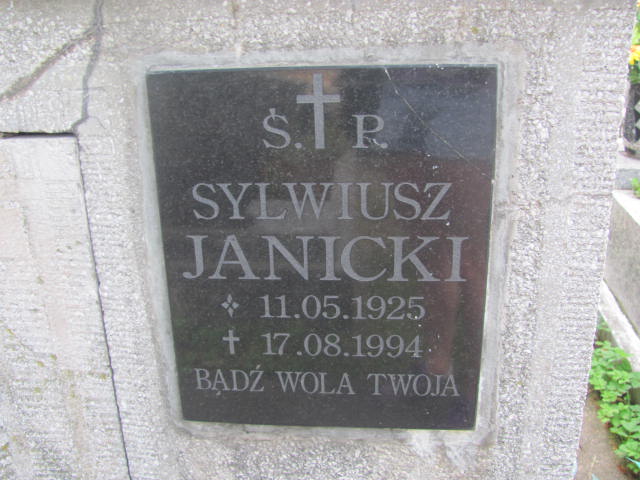 Ś. P.
SYLWIUSZ
JANICKI
11.05.1925
17.08.1994
BĄDŹ WOLA TWOJA